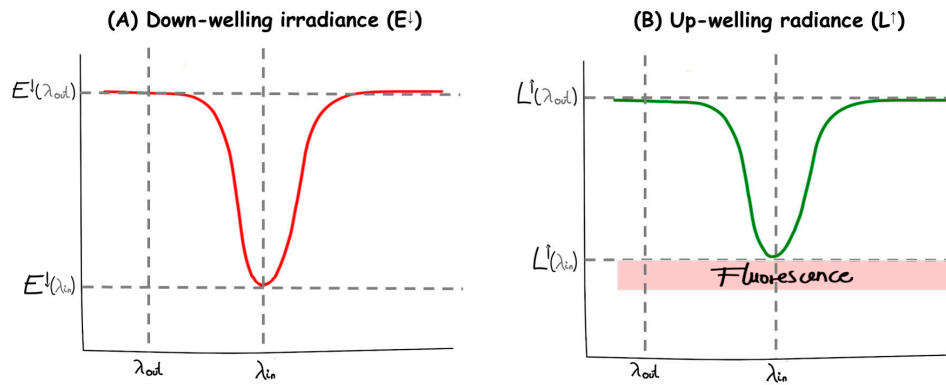 (A) Down-welling irradiance (E↓)
E↓(λout)
E↓(λin)
λout
λin
(B) Up-welling radiance (L↑)
L↑(λout)
L↑(λin)
Fluorescence
λout
λin